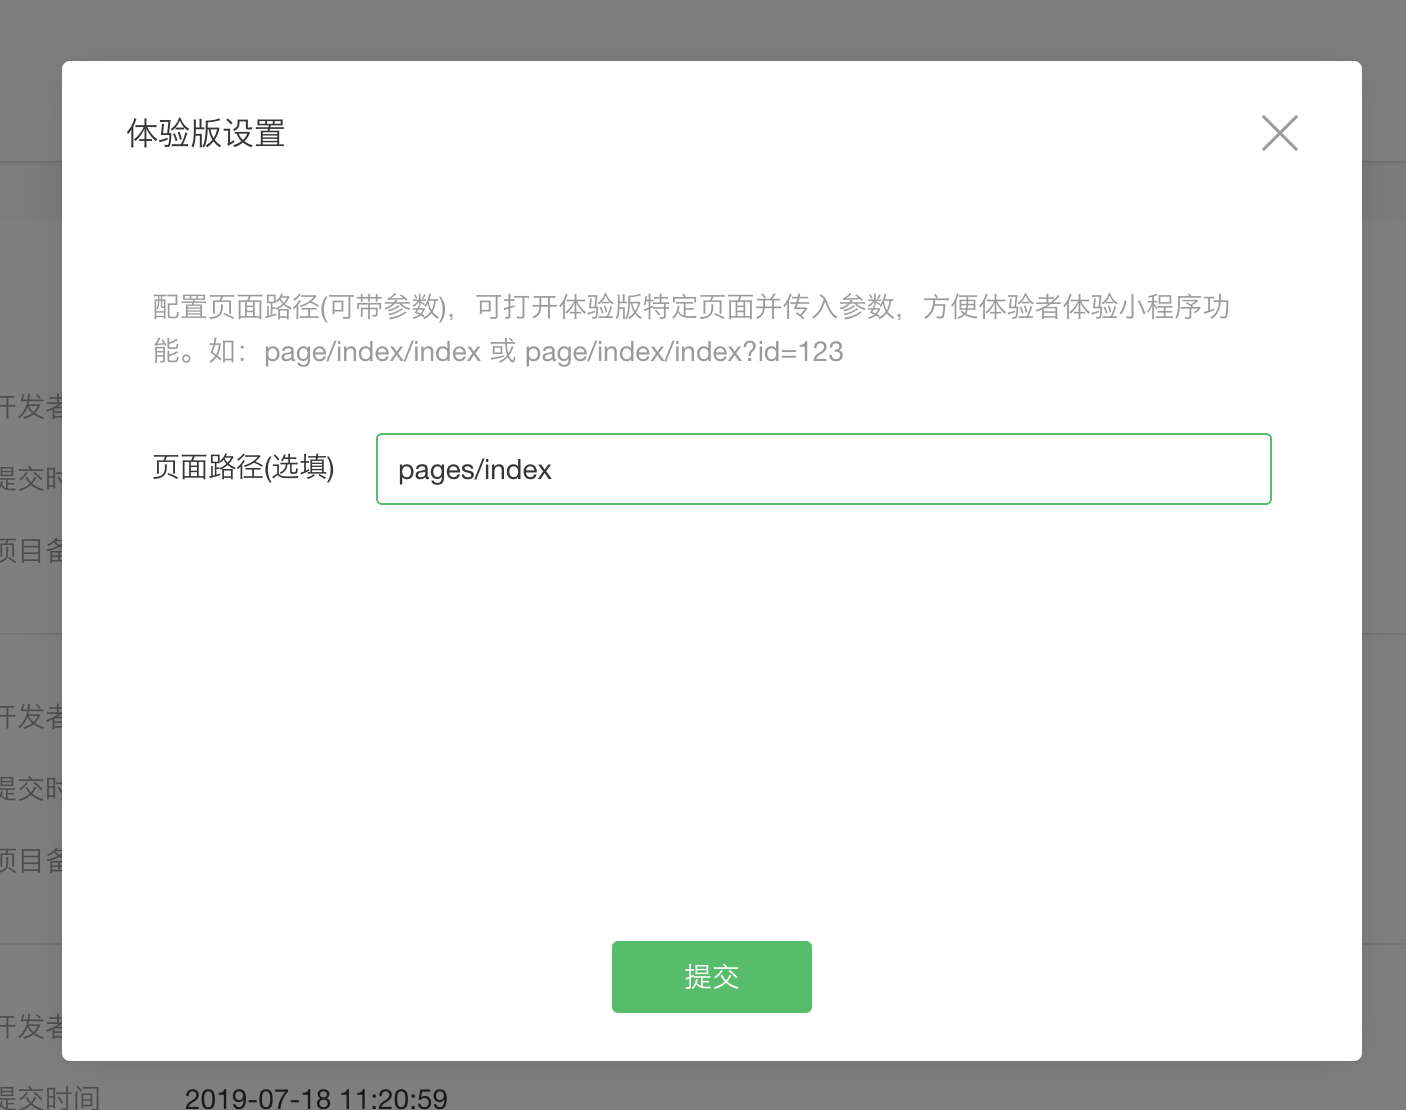 体验版设置
配置页面路径(可带参数)，可打开体验版特定页面并传入参数，方便体验者体验小程序功
能。如：page/index/index 或 page/index/index?id=123
开发者
提交时
页面路径(选填) pages/index
项目备
开发者
提交时
项目备
提交
开发者
提交时间 2019-07-18 11:20:59